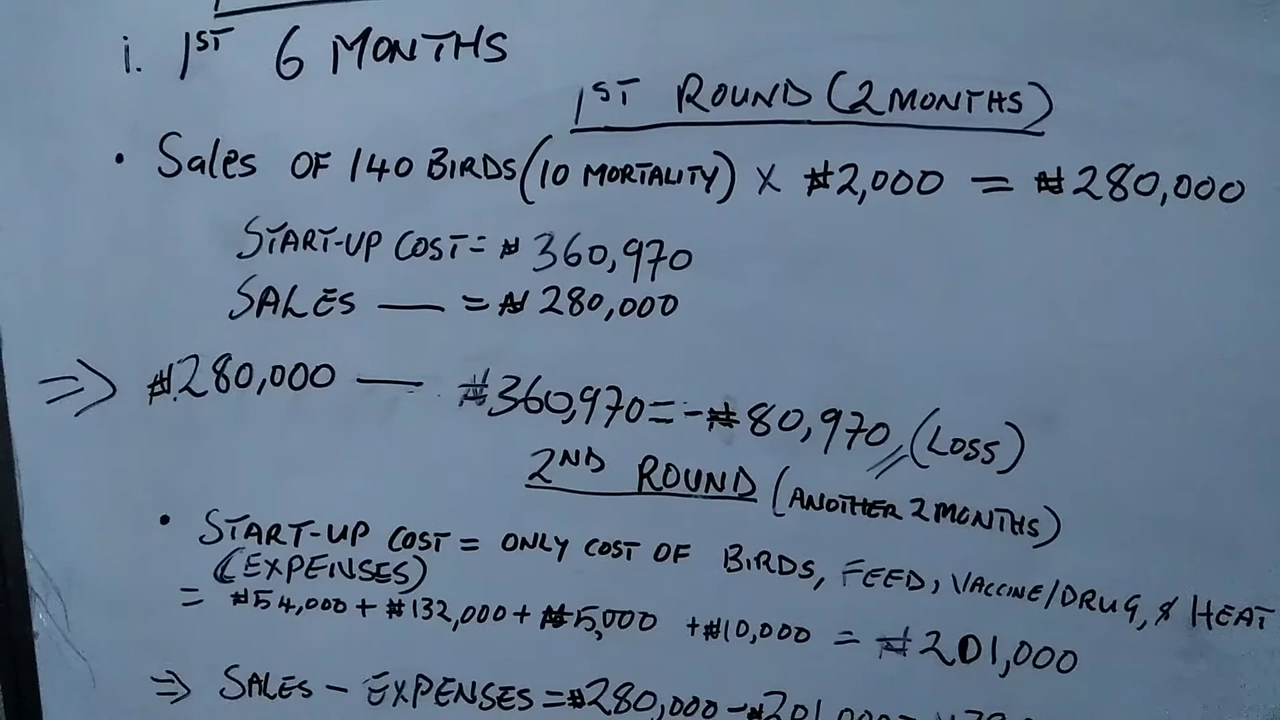 i. 1ST 6 MONTHS
1ST ROUND (2 MONTHS)
• Sales OF 140 BIRDS (10 MORTALITY) X ₦2,000 = ₦280,000
START-UP COST = ₦360,970
SALES — = ₦280,000
⇒ ₦280,000 — ₦360,970 = -₦80,970 (LOSS)
2ND ROUND (ANOTHER 2 MONTHS)
• START-UP COST = ONLY COST OF BIRDS, FEED, VACCINE/DRUG, & HEAT
(EXPENSES)
= ₦54,000 + ₦132,000 + ₦5,000 + ₦10,000 = ₦201,000
⇒ SALES - EXPENSES = ₦280,000 - ₦201,000